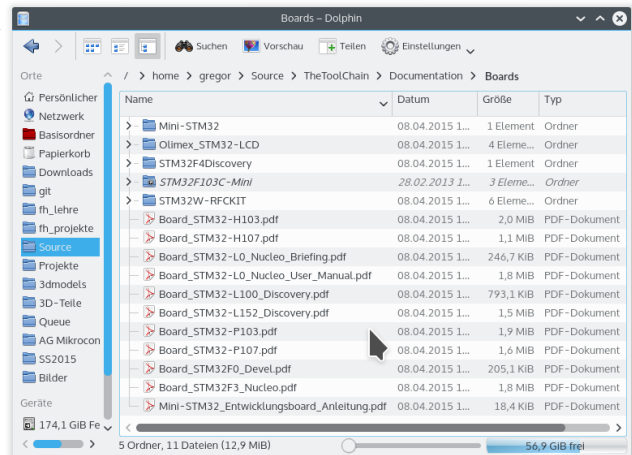 Boards – Dolphin
Suchen Vorschau Teilen Einstellungen
Orte
/ > home > gregor > Source > TheToolChain > Documentation > Boards
Persönlicher
Netzwerk
Basisordner
Papierkorb
Downloads
git
fh_lehre
fh_projekte
Source
Projekte
3dmodels
3D-Teile
Queue
AG Mikrocon
SS2015
Bilder
Geräte
174,1 GiB Fe
Name Datum Größe Typ
Mini-STM32 08.04.2015 1... 1 Element Ordner
Olimex_STM32-LCD 08.04.2015 1... 4 Eleme... Ordner
STM32F4Discovery 08.04.2015 1... 1 Element Ordner
STM32F103C-Mini 28.02.2013 1... 3 Eleme... Ordner
STM32W-RFCKIT 08.04.2015 1... 6 Eleme... Ordner
Board_STM32-H103.pdf 08.04.2015 1... 2,0 MiB PDF-Dokument
Board_STM32-H107.pdf 08.04.2015 1... 1,1 MiB PDF-Dokument
Board_STM32-L0_Nucleo_Briefing.pdf 08.04.2015 1... 246,7 KiB PDF-Dokument
Board_STM32-L0_Nucleo_User_Manual.pdf 08.04.2015 1... 1,8 MiB PDF-Dokument
Board_STM32-L100_Discovery.pdf 08.04.2015 1... 793,1 KiB PDF-Dokument
Board_STM32-L152_Discovery.pdf 08.04.2015 1... 1,5 MiB PDF-Dokument
Board_STM32-P103.pdf 08.04.2015 1... 1,9 MiB PDF-Dokument
Board_STM32-P107.pdf 08.04.2015 1... 1,6 MiB PDF-Dokument
Board_STM32F0_Devel.pdf 08.04.2015 1... 205,1 KiB PDF-Dokument
Board_STM32F3_Nucleo.pdf 08.04.2015 1... 1,8 MiB PDF-Dokument
Mini-STM32_Entwicklungsboard_Anleitung.pdf 08.04.2015 1... 18,4 KiB PDF-Dokument
5 Ordner, 11 Dateien (12,9 MiB) 56,9 GiB frei